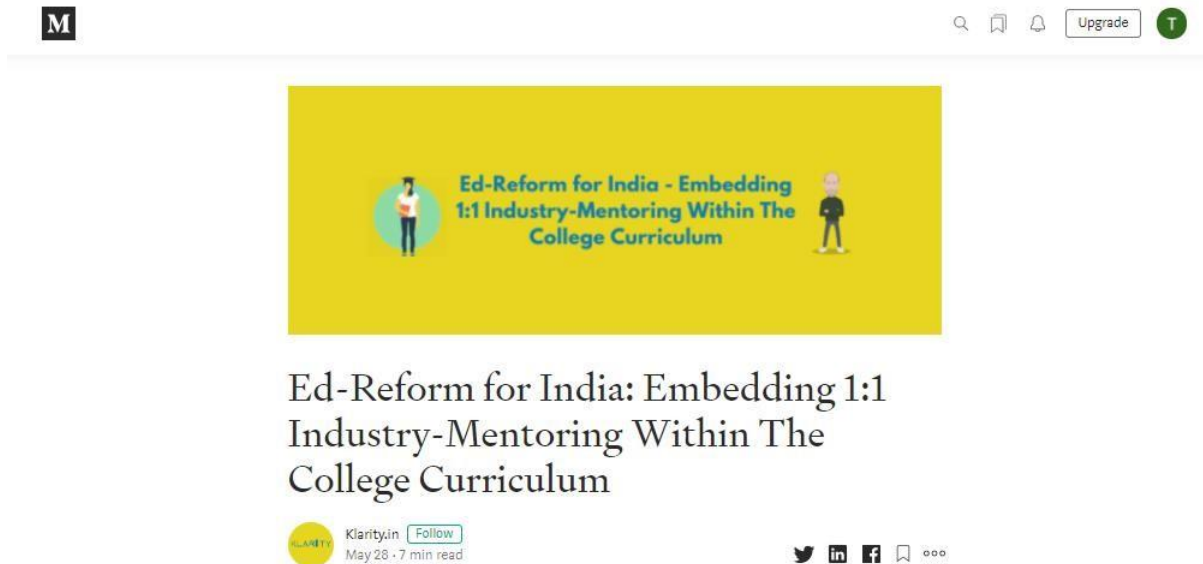 M
Upgrade
T
Ed-Reform for India - Embedding
1:1 Industry-Mentoring Within The
College Curriculum
Ed-Reform for India: Embedding 1:1
Industry-Mentoring Within The
College Curriculum
KLARITY
Klarity.in Follow
May 28 · 7 min read